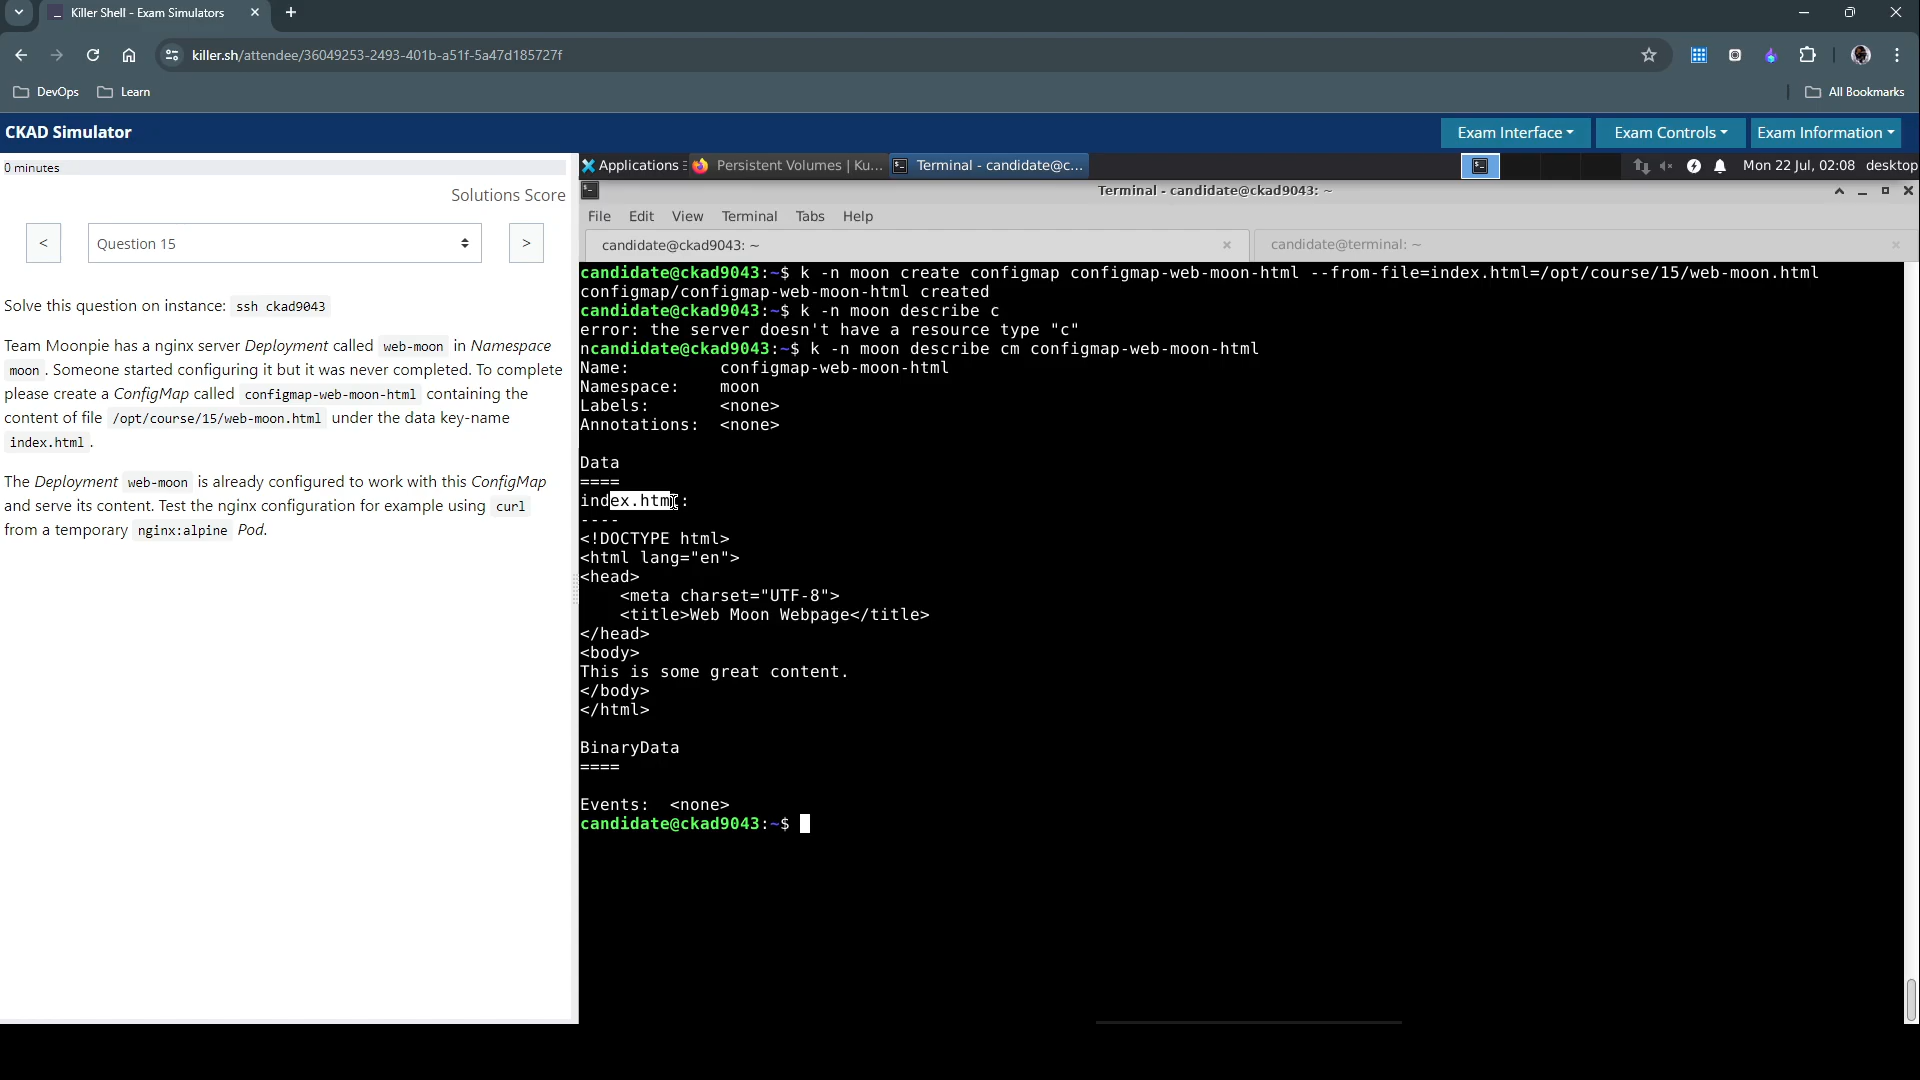 Killer Shell - Exam Simulators
killer.sh/attendee/36049253-2493-401b-a51f-5a47d185727f
DevOps
Learn
All Bookmarks
CKAD Simulator
Exam Interface
Exam Controls
Exam Information
0 minutes
Solutions Score
<
Question 15
>
Solve this question on instance: ssh ckad9043
Team Moonpie has a nginx server Deployment called web-moon in Namespace
moon . Someone started configuring it but it was never completed. To complete
please create a ConfigMap called configmap-web-moon-html containing the
content of file /opt/course/15/web-moon.html under the data key-name
index.html .
The Deployment web-moon is already configured to work with this ConfigMap
and serve its content. Test the nginx configuration for example using curl
from a temporary nginx:alpine Pod.
Applications
Persistent Volumes | Ku...
Terminal - candidate@c...
Mon 22 Jul, 02:08
desktop
Terminal - candidate@ckad9043: ~
File Edit View Terminal Tabs Help
candidate@ckad9043: ~
candidate@terminal: ~
candidate@ckad9043:~$ k -n moon create configmap configmap-web-moon-html --from-file=index.html=/opt/course/15/web-moon.html
configmap/configmap-web-moon-html created
candidate@ckad9043:~$ k -n moon describe c
error: the server doesn't have a resource type "c"
ncandidate@ckad9043:~$ k -n moon describe cm configmap-web-moon-html
Name:         configmap-web-moon-html
Namespace:    moon
Labels:       <none>
Annotations:  <none>
Data
====
index.html:
----
<!DOCTYPE html>
<html lang="en">
<head>
    <meta charset="UTF-8">
    <title>Web Moon Webpage</title>
</head>
<body>
This is some great content.
</body>
</html>
BinaryData
====
Events:  <none>
candidate@ckad9043:~$